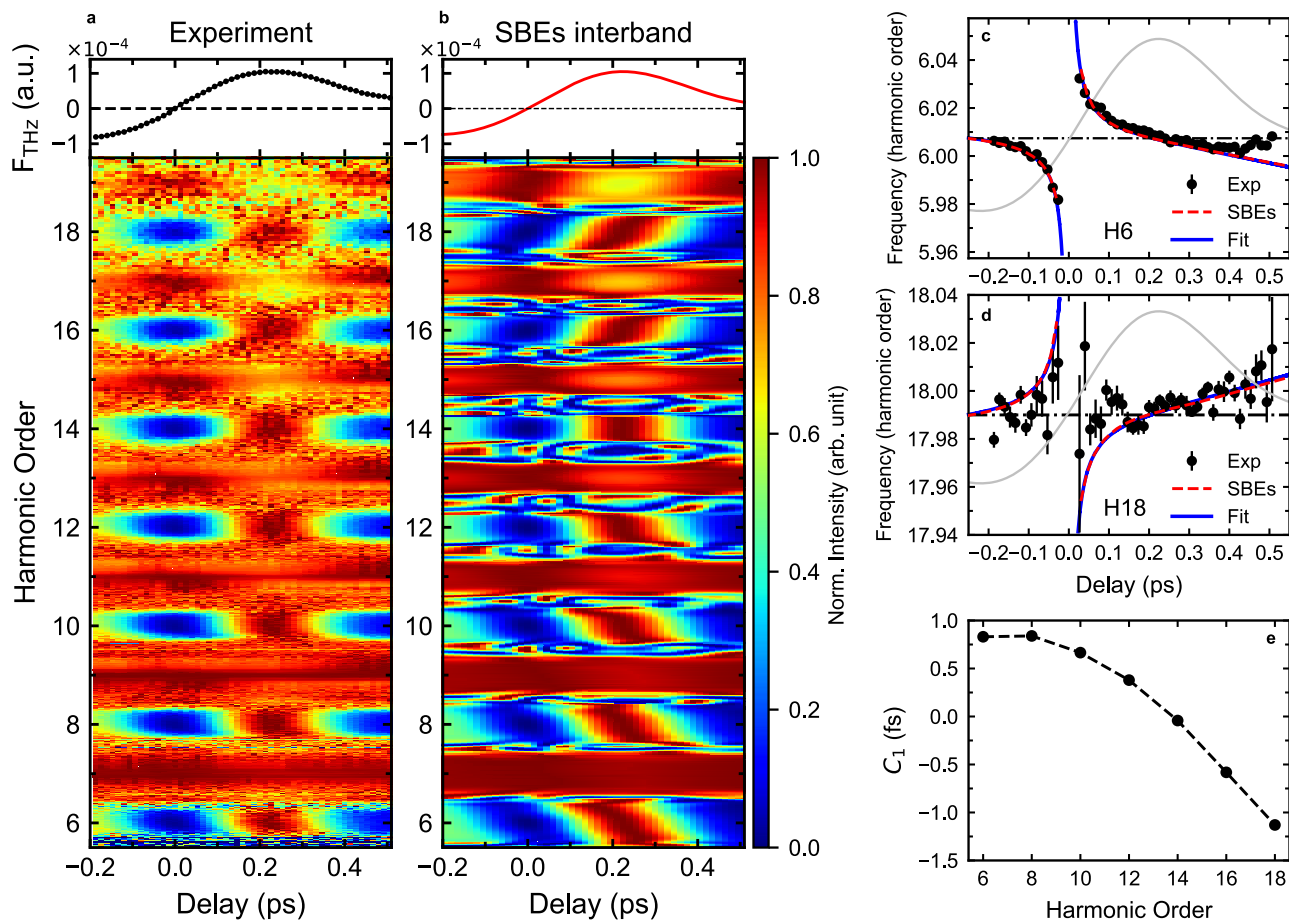 a
Experiment
×10⁻⁴
F_THz (a.u.)
1
0
−1
b
SBEs interband
×10⁻⁴
1
0
−1
Harmonic Order
18
16
14
12
10
8
6
−0.2
0.0
0.2
0.4
Delay (ps)
18
16
14
12
10
8
6
−0.2
0.0
0.2
0.4
Delay (ps)
1.0
0.8
0.6
0.4
0.2
0.0
Norm. Intensity (arb. unit)
c
Frequency (harmonic order)
6.04
6.02
6.00
5.98
5.96
Exp
SBEs
Fit
H6
−0.2 −0.1 0.0 0.1 0.2 0.3 0.4 0.5
d
Frequency (harmonic order)
18.04
18.02
18.00
17.98
17.96
17.94
Exp
SBEs
Fit
H18
−0.2 −0.1 0.0 0.1 0.2 0.3 0.4 0.5
Delay (ps)
e
C₁ (fs)
1.0
0.5
0.0
−0.5
−1.0
−1.5
6 8 10 12 14 16 18
Harmonic Order